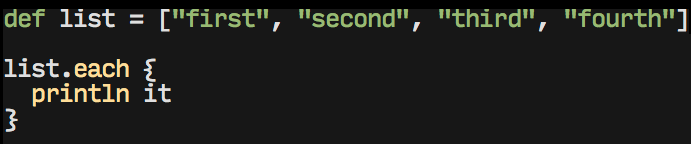 def list = ["first", "second", "third", "fourth"]
list.each {
  println it
}